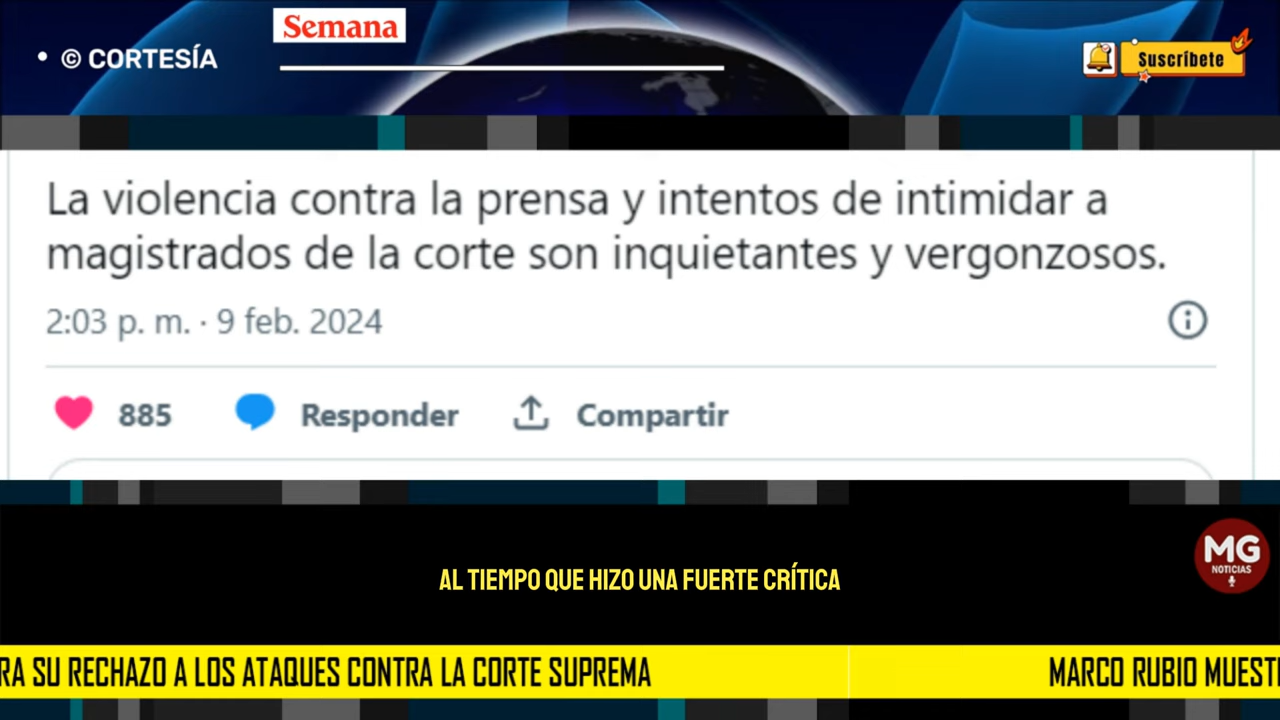 Semana
• © CORTESÍA
Suscríbete
La violencia contra la prensa y intentos de intimidar a
magistrados de la corte son inquietantes y vergonzosos.
2:03 p. m. · 9 feb. 2024
885 Responder Compartir
AL TIEMPO QUE HIZO UNA FUERTE CRÍTICA
MG
NOTICIAS
RA SU RECHAZO A LOS ATAQUES CONTRA LA CORTE SUPREMA MARCO RUBIO MUEST